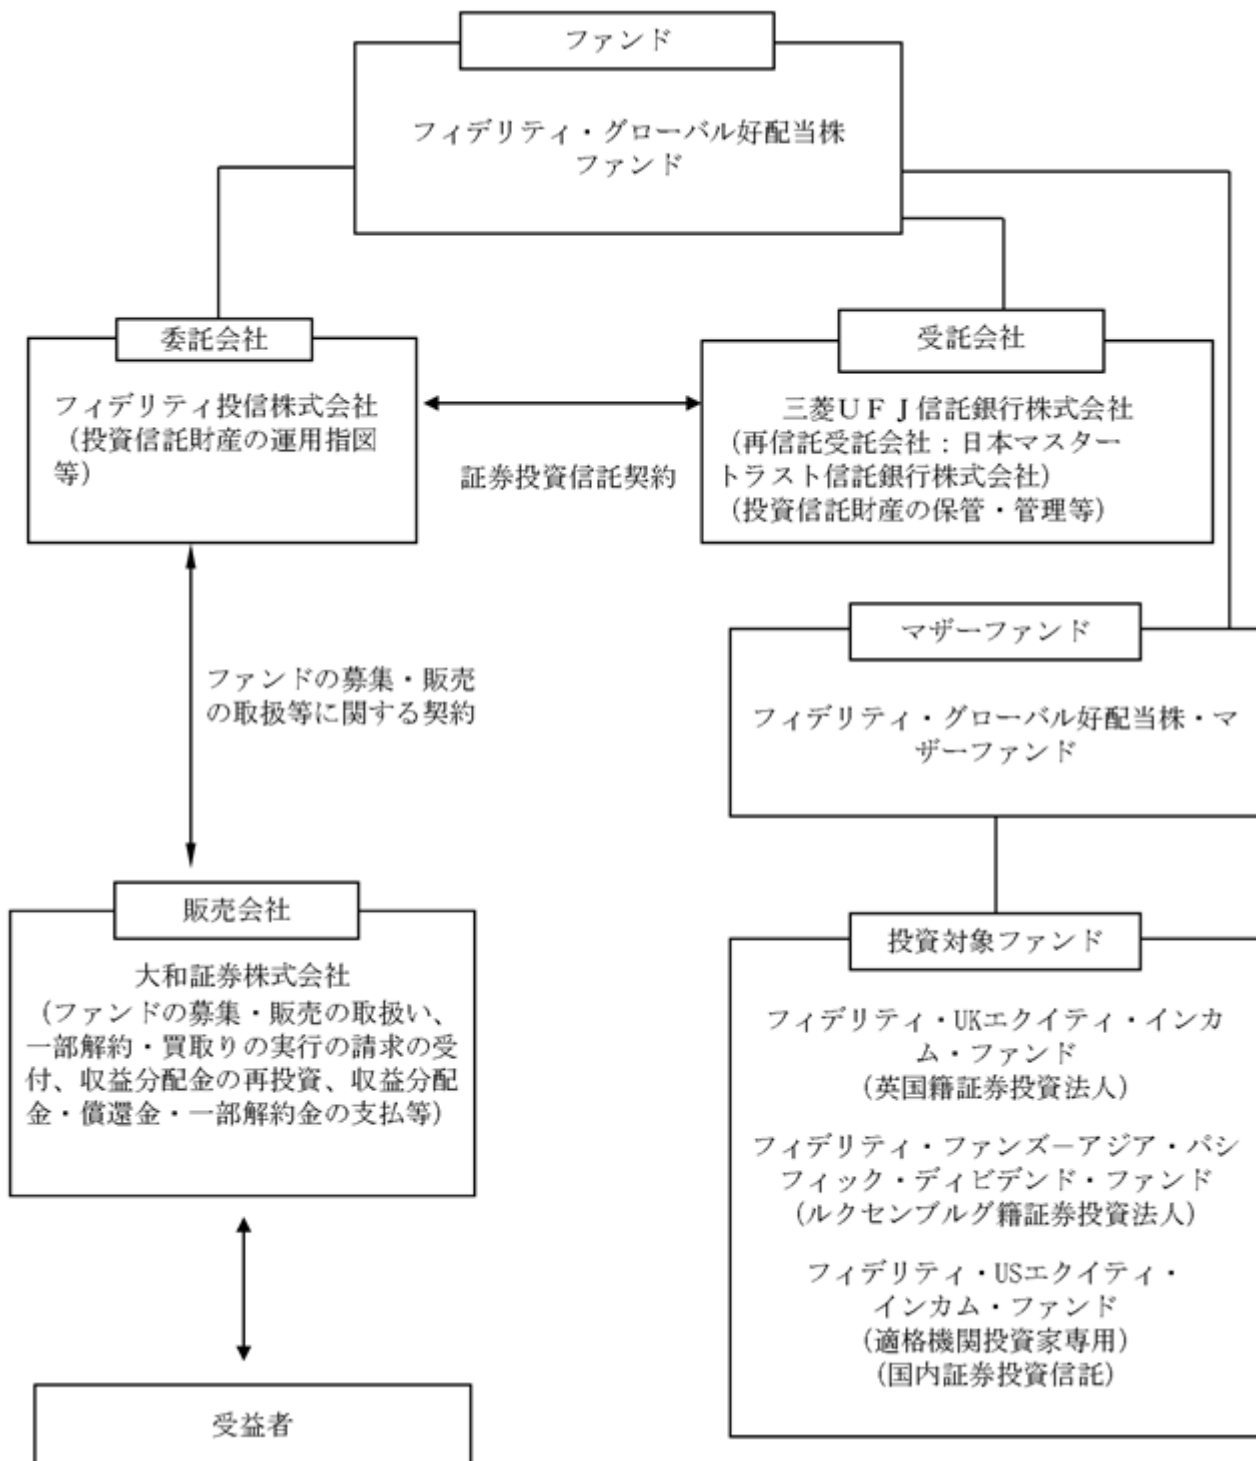 ファンド
フィデリティ・グローバル好配当株
ファンド
委託会社
フィデリティ投信株式会社
(投資信託財産の運用指図
等)
証券投資信託契約
受託会社
三菱UFJ信託銀行株式会社
(再信託受託会社:日本マスター
トラスト信託銀行株式会社)
(投資信託財産の保管・管理等)
ファンドの募集・販売
の取扱等に関する契約
マザーファンド
フィデリティ・グローバル好配当株・マ
ザーファンド
販売会社
大和証券株式会社
(ファンドの募集・販売の取扱い、
一部解約・買取りの実行の請求の受
付、収益分配金の再投資、収益分配
金・償還金・一部解約金の支払等)
投資対象ファンド
フィデリティ・UKエクイティ・インカ
ム・ファンド
(英国籍証券投資法人)
フィデリティ・ファンズ-アジア・パシ
フィック・ディビデンド・ファンド
(ルクセンブルグ籍証券投資法人)
フィデリティ・USエクイティ・
インカム・ファンド
(適格機関投資家専用)
(国内証券投資信託)
受益者